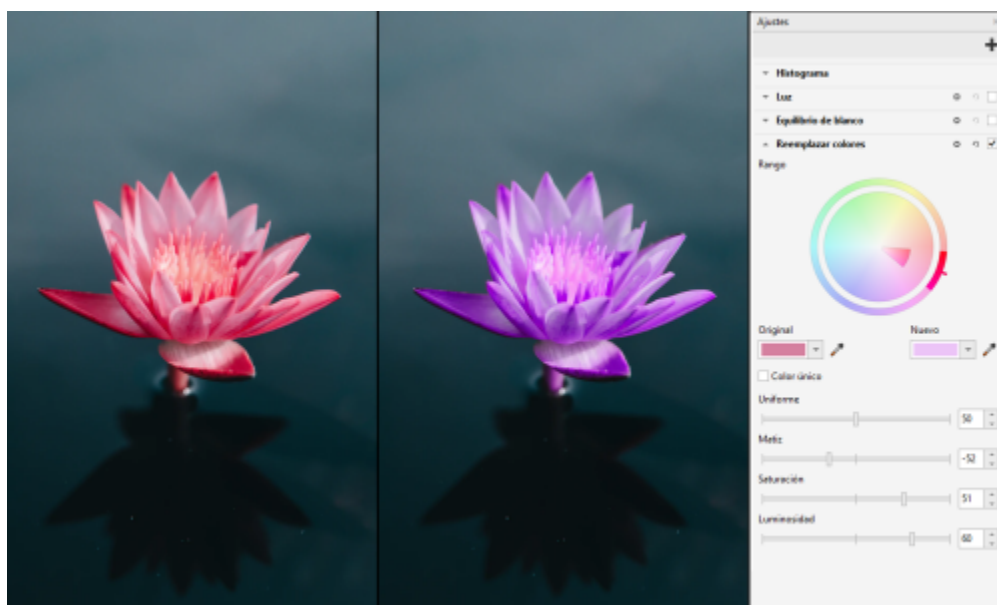 Ajustes
Histograma
Luz
Equilibrio de blanco
Reemplazar colores
Rango
Original Nuevo
Color único
Uniforme
50
Matiz
-52
Saturación
51
Luminosidad
60